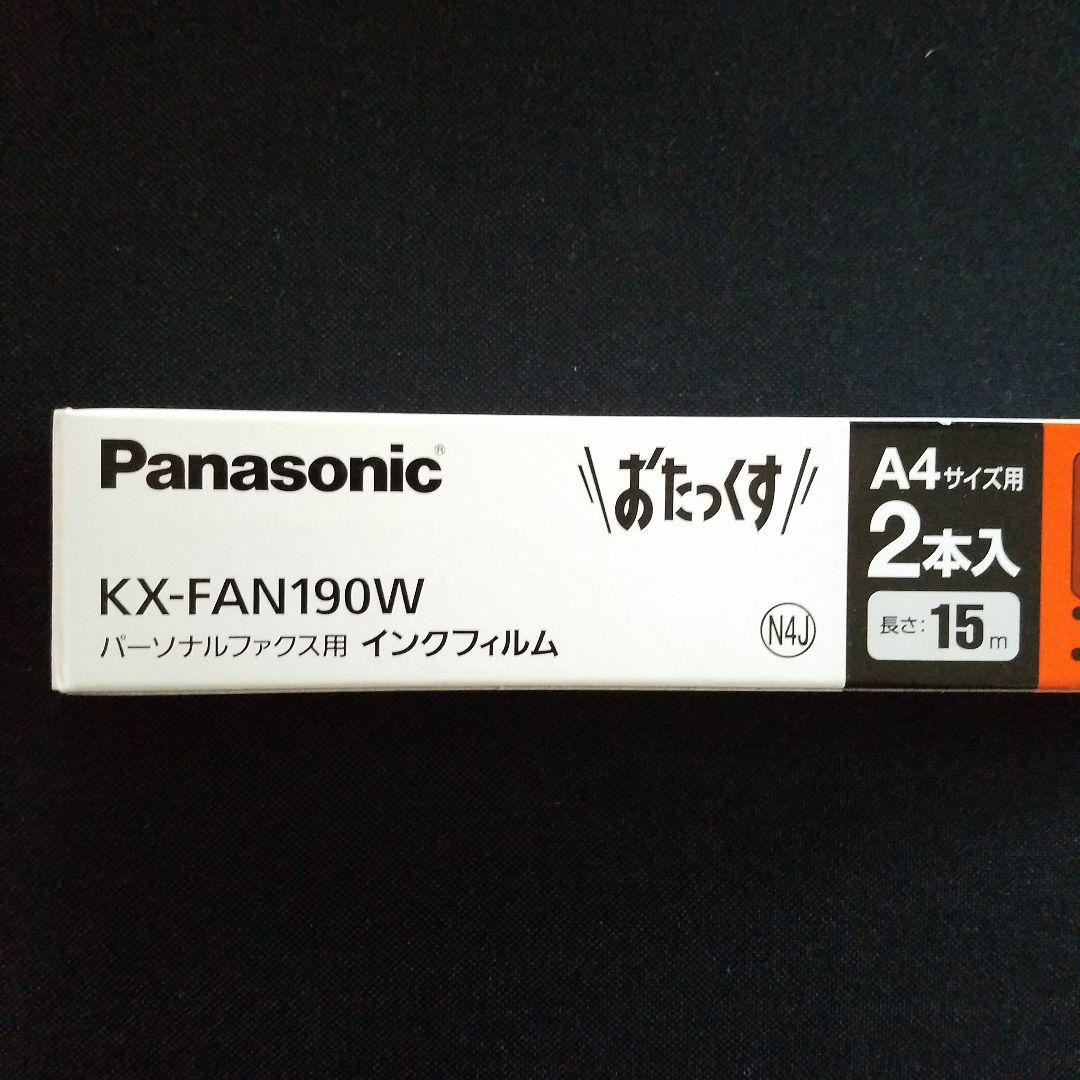 Panasonic®
おたっくす
KX-FAN190W
パーソナルファクス用 インクフィルム
N4J
A4サイズ用
2本入
長さ:15m